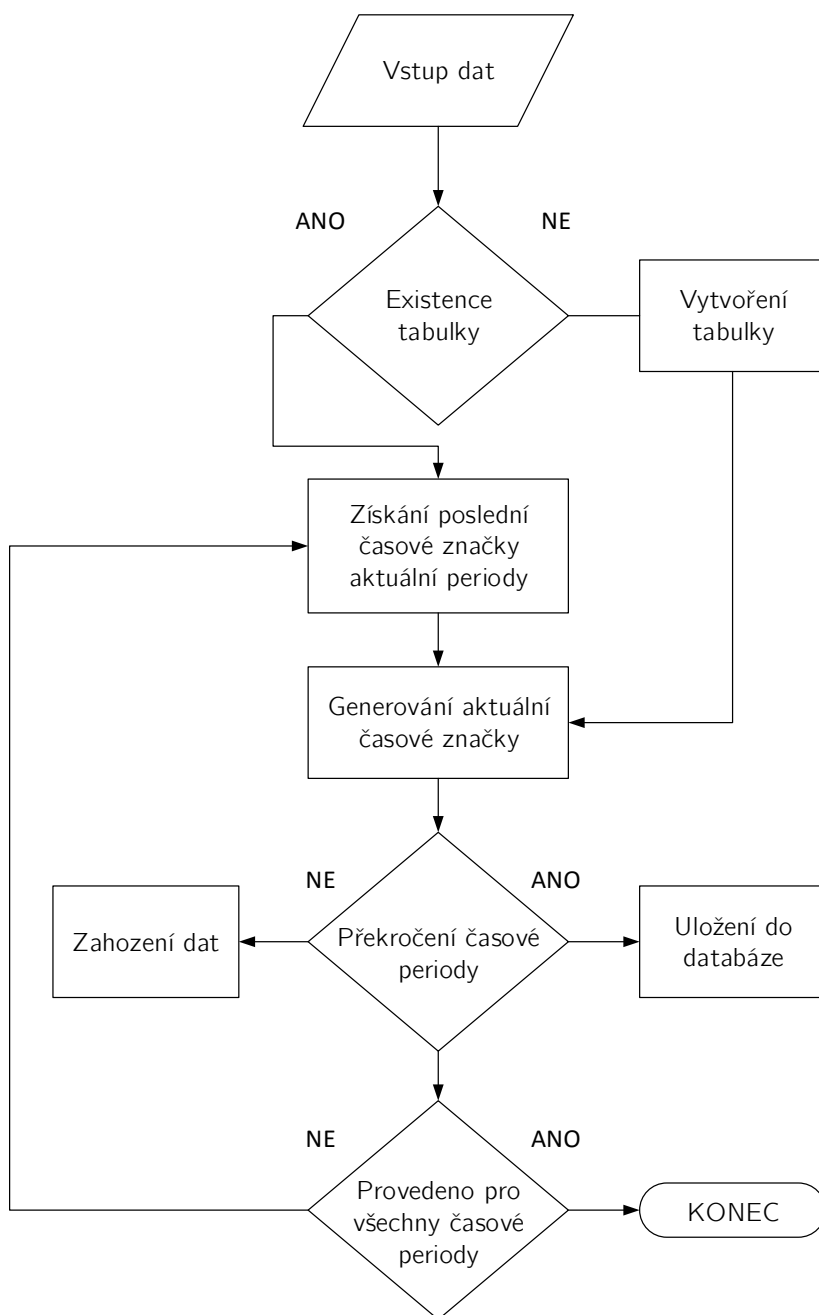 Vstup dat
ANO
NE
Existence
tabulky
Vytvoření
tabulky
Získání poslední
časové značky
aktuální periody
Generování aktuální
časové značky
NE
ANO
Zahození dat
Překročení časové
periody
Uložení do
databáze
NE
ANO
Provedeno pro
všechny časové
periody
KONEC